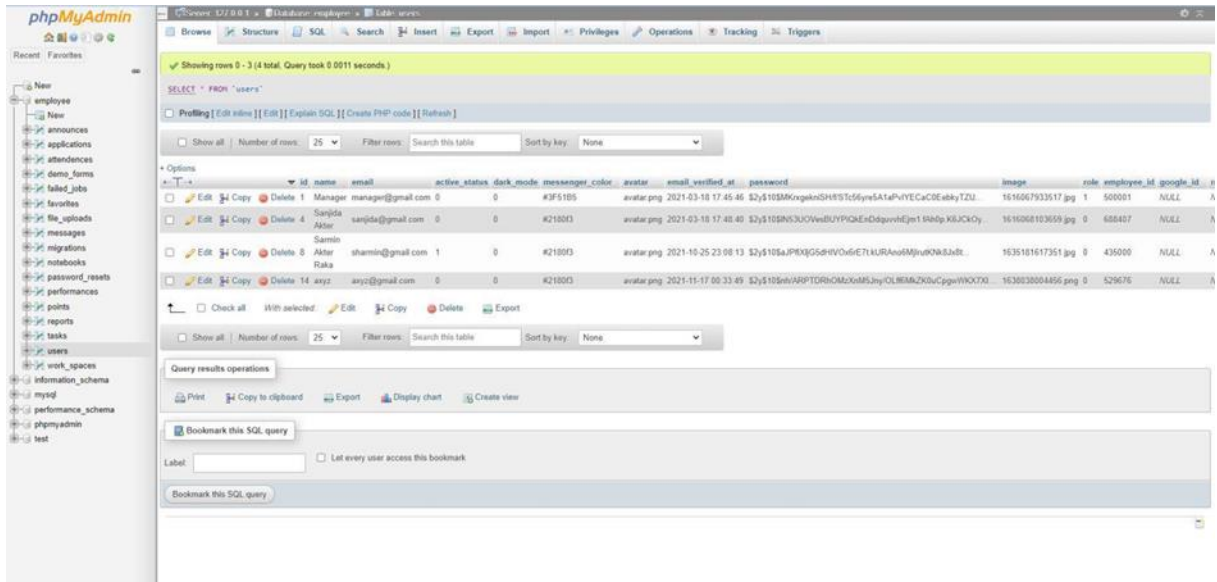 phpMyAdmin
Server: 127.0.0.1 » Database: employee » Table: users
Browse Structure SQL Search Insert Export Import Privileges Operations Tracking Triggers
Recent Favorites
New
employee
New
announces
applications
attendences
demo_forms
failed_jobs
favorites
file_uploads
messages
migrations
notebooks
password_resets
performances
points
reports
tasks
users
work_spaces
information_schema
mysql
performance_schema
phpmyadmin
test
Showing rows 0 - 3 (4 total, Query took 0.0011 seconds.)
SELECT * FROM `users`
Profiling [ Edit inline ] [ Edit ] [ Explain SQL ] [ Create PHP code ] [ Refresh ]
Show all | Number of rows: 25 Filter rows: Search this table Sort by key: None
+ Options
id name email active_status dark_mode messenger_color avatar email_verified_at password image role employee_id google_id
Edit Copy Delete 1 Manager manager@gmail.com 0 0 #3F51B5 avatar.png 2021-03-18 17:45:46 1616067933517.jpg 1 500001 NULL
Edit Copy Delete 4 Sanjida Akter sanjida@gmail.com 0 0 #2180f3 avatar.png 2021-03-18 17:48:40 1616068103659.jpg 0 688407 NULL
Edit Copy Delete 8 Sarmin Akter Raka sharmin@gmail.com 1 0 #2180f3 avatar.png 2021-10-25 23:08:13 1635181617351.jpg 0 435000 NULL
Edit Copy Delete 14 axyz axyz@gmail.com 0 0 #2180f3 avatar.png 2021-11-17 00:33:49 1638038004456.png 0 529676 NULL
Check all With selected: Edit Copy Delete Export
Show all | Number of rows: 25 Filter rows: Search this table Sort by key: None
Query results operations
Print Copy to clipboard Export Display chart Create view
Bookmark this SQL query
Label: Let every user access this bookmark
Bookmark this SQL query